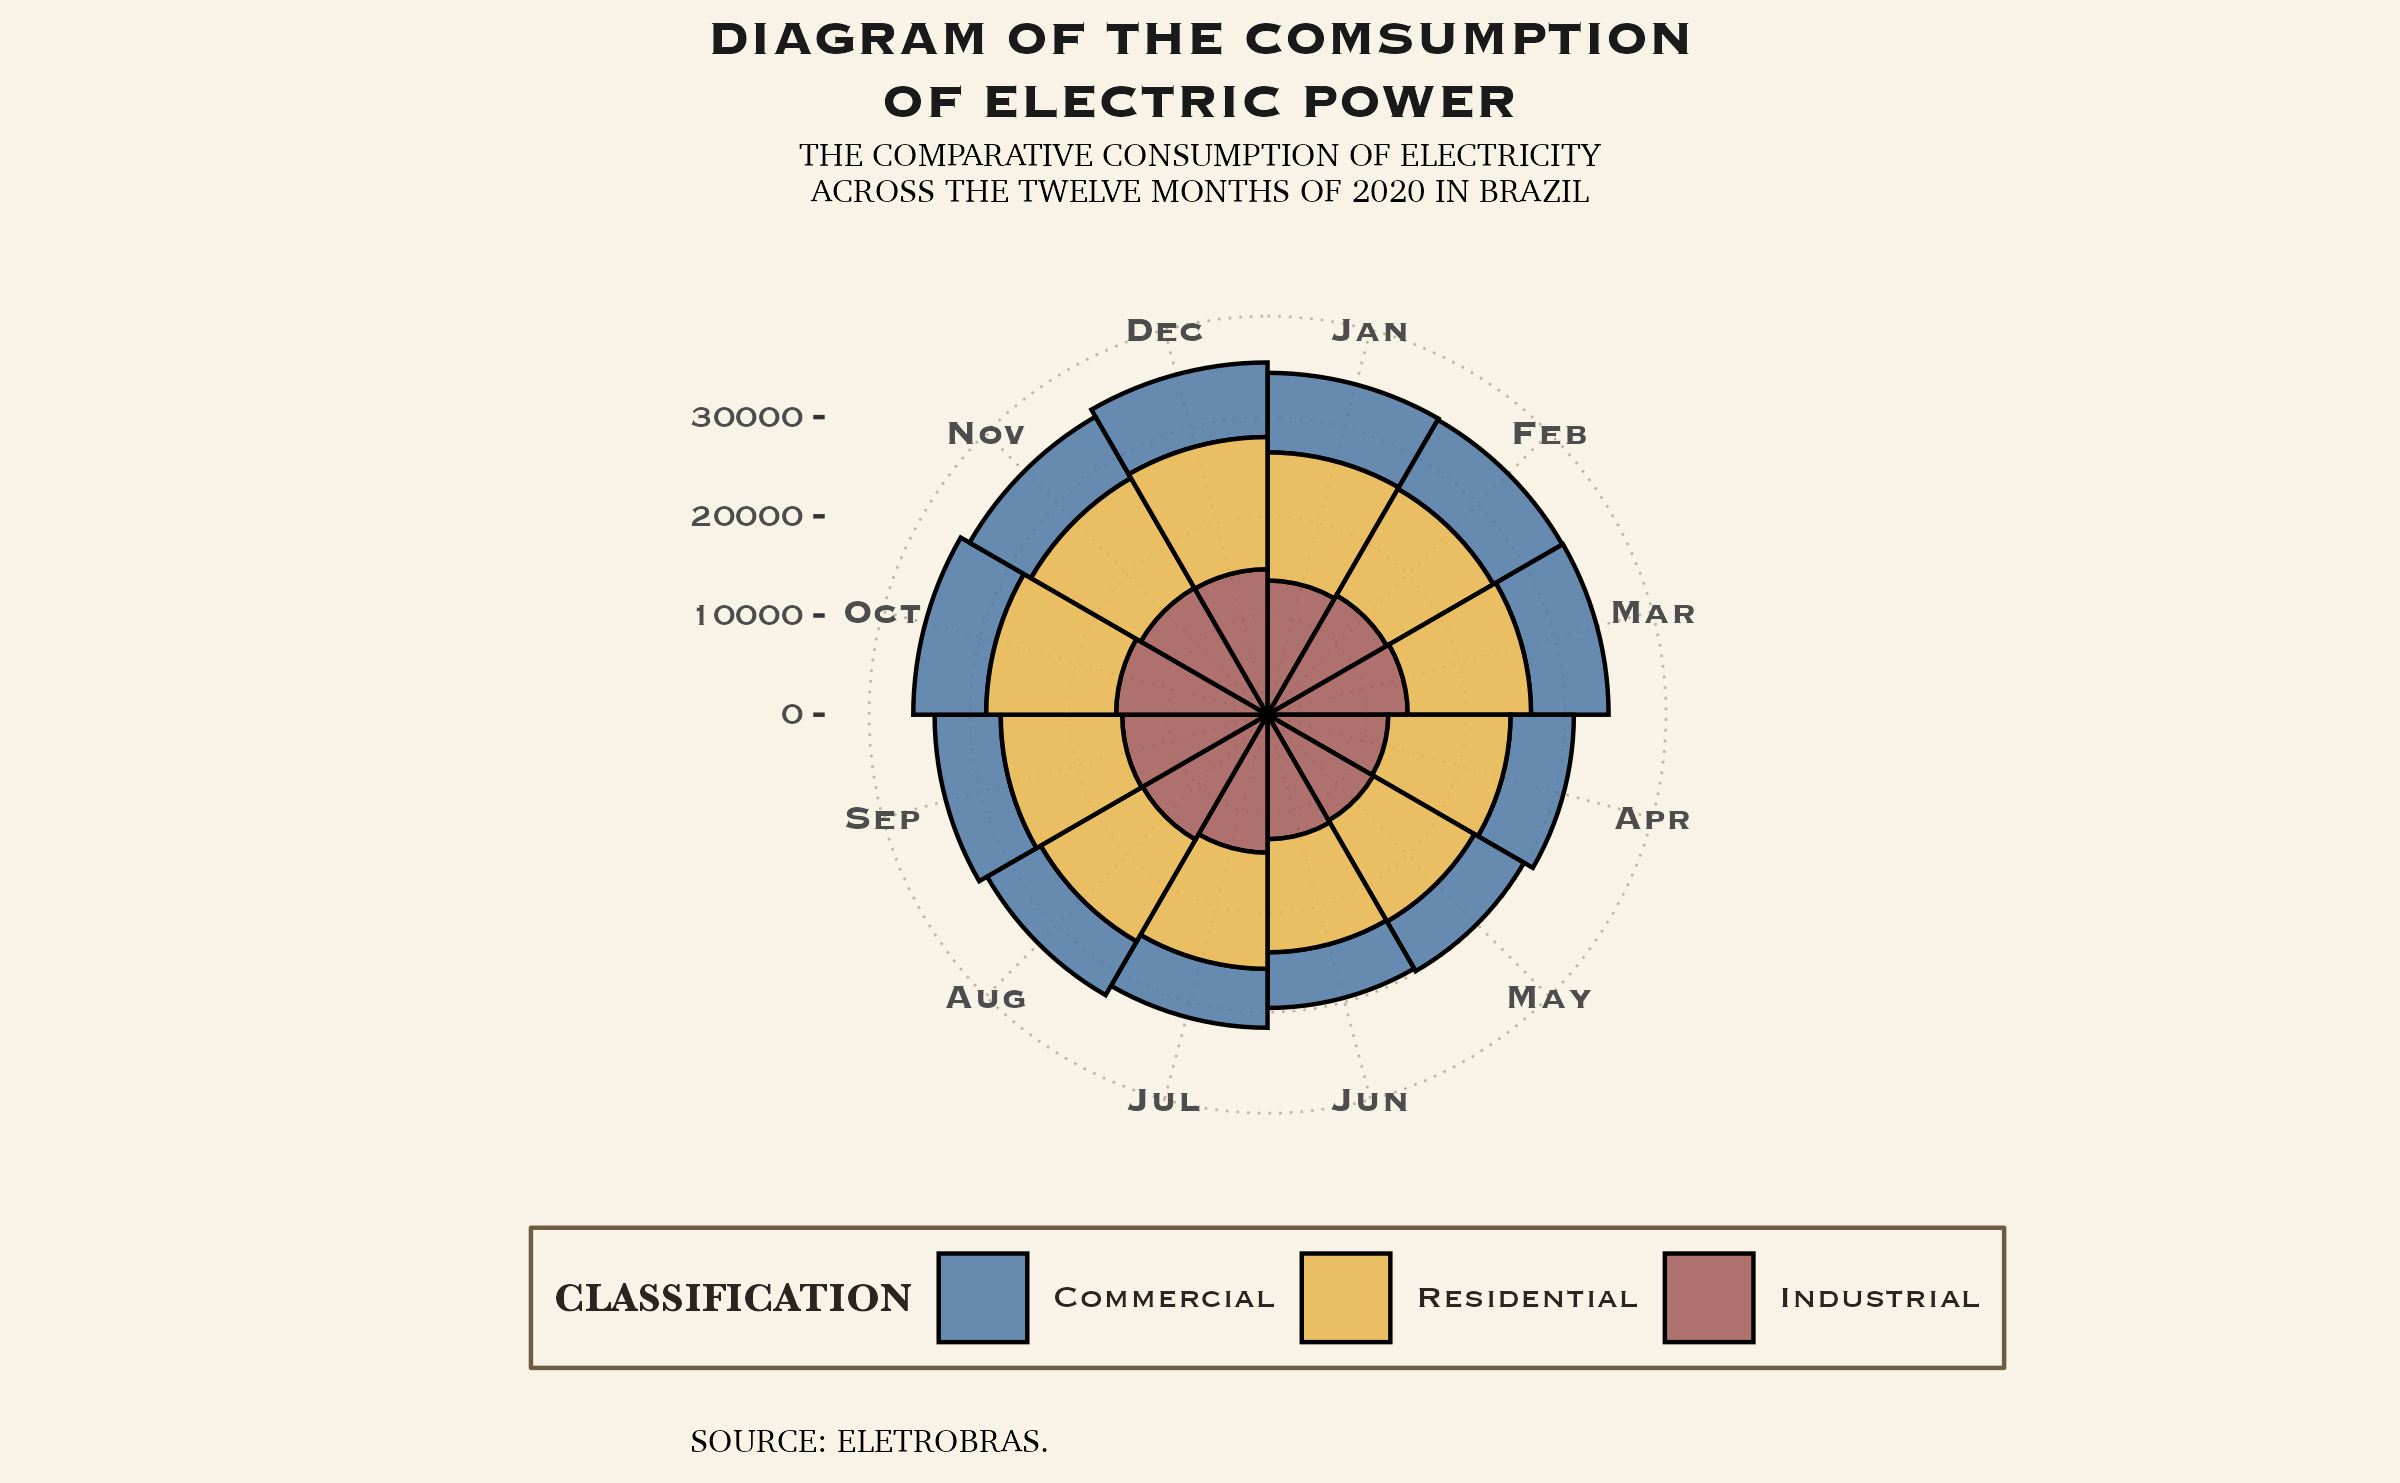 DIAGRAM OF THE COMSUMPTION
OF ELECTRIC POWER
THE COMPARATIVE CONSUMPTION OF ELECTRICITY
ACROSS THE TWELVE MONTHS OF 2020 IN BRAZIL
Dec
Jan
30000
Nov
Feb
20000
10000
Oct
Mar
0
Sep
Apr
Aug
May
Jul
Jun
CLASSIFICATION Commercial Residential Industrial
SOURCE: ELETROBRAS.